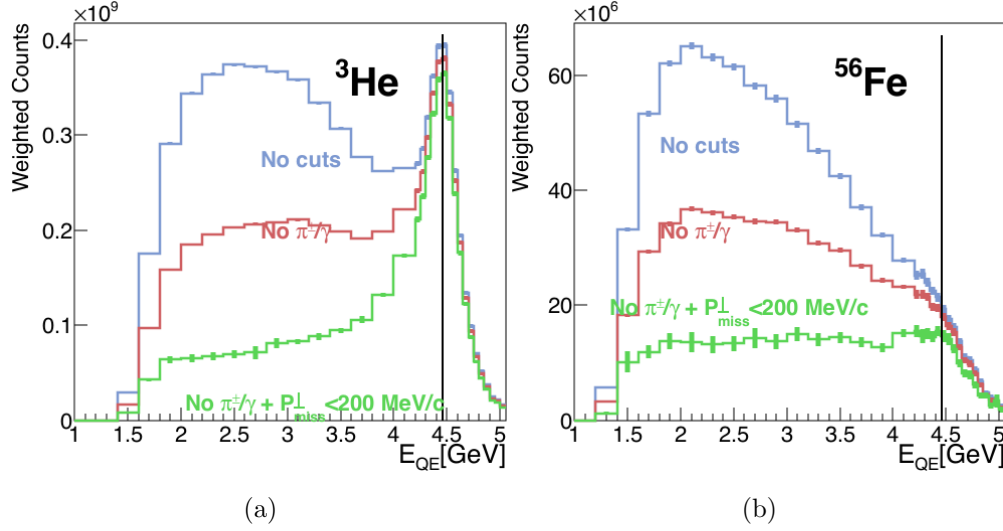 ×10⁹
Weighted Counts
0.4
0.3
0.2
0.1
0
³He
No cuts
No π±/γ
No π±/γ + P⊥miss <200 MeV/c
1 1.5 2 2.5 3 3.5 4 4.5 5
E_QE[GeV]
(a)
×10⁶
Weighted Counts
60
40
20
0
⁵⁶Fe
No cuts
No π±/γ
No π±/γ + P⊥miss <200 MeV/c
1 1.5 2 2.5 3 3.5 4 4.5 5
E_QE[GeV]
(b)